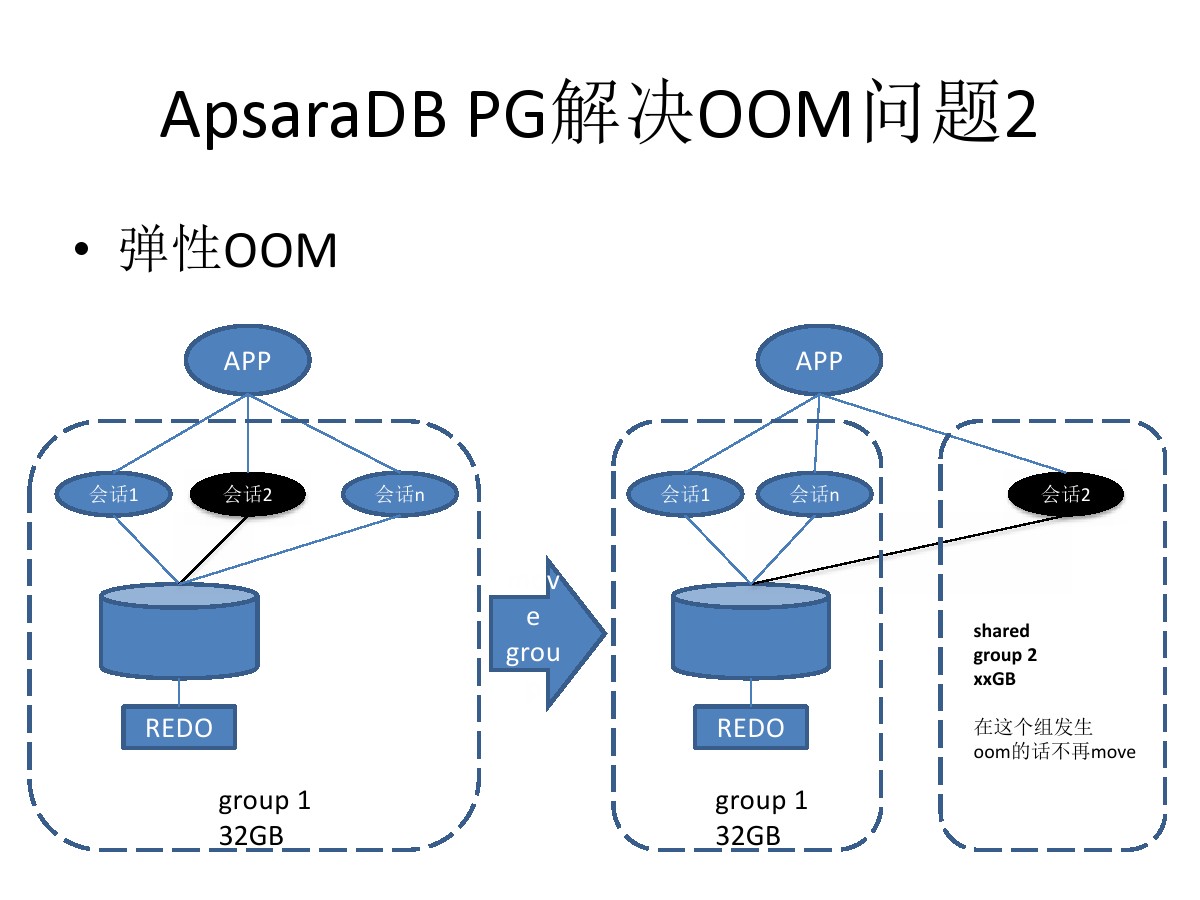 ApsaraDB PG解决OOM问题2
• 弹性OOM
APP
会话1
会话2
会话n
REDO
group 1
32GB
v
e
grou
APP
会话1
会话n
会话2
REDO
group 1
32GB
shared
group 2
xxGB
在这个组发生
oom的话不再move